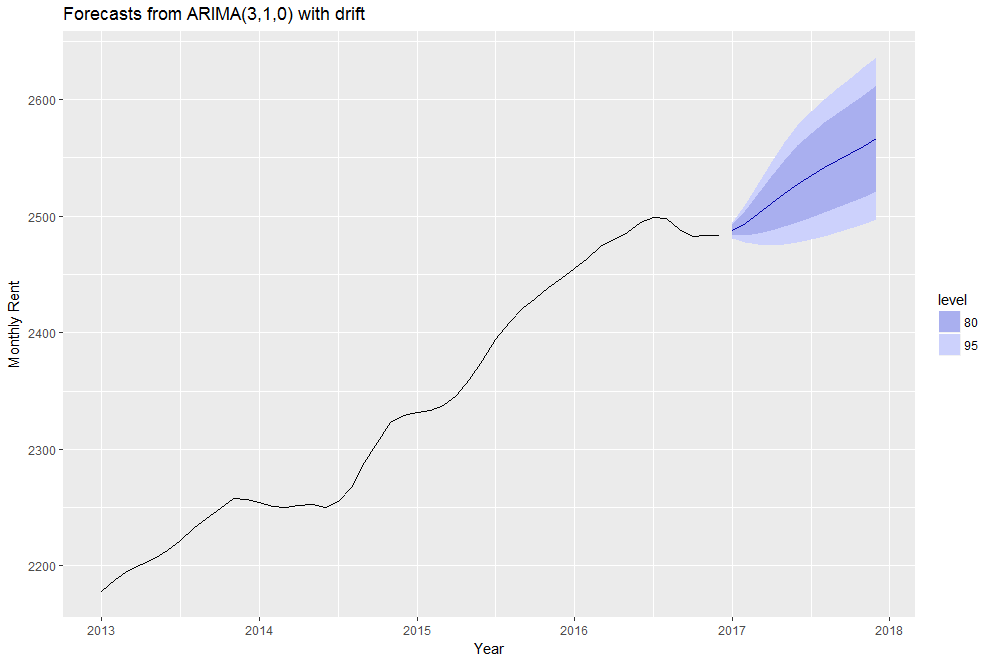 Forecasts from ARIMA(3,1,0) with drift
Monthly Rent
2600
2500
2400
2300
2200
2013 2014 2015 2016 2017 2018
Year
level
80
95